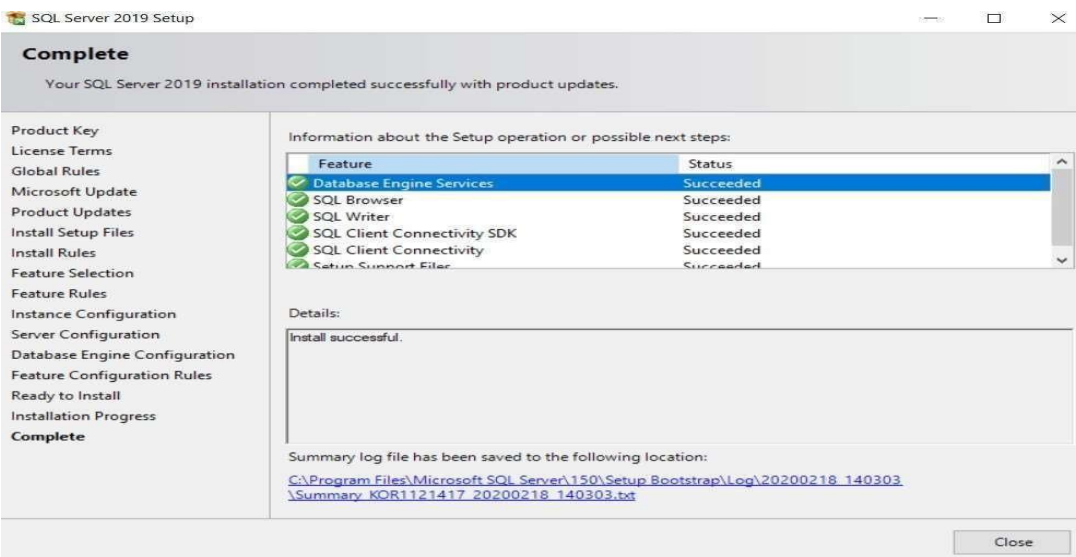 SQL Server 2019 Setup
Complete
Your SQL Server 2019 installation completed successfully with product updates.
Product Key
License Terms
Global Rules
Microsoft Update
Product Updates
Install Setup Files
Install Rules
Feature Selection
Feature Rules
Instance Configuration
Server Configuration
Database Engine Configuration
Feature Configuration Rules
Ready to Install
Installation Progress
Complete
Information about the Setup operation or possible next steps:
Feature Status
Database Engine Services Succeeded
SQL Browser Succeeded
SQL Writer Succeeded
SQL Client Connectivity SDK Succeeded
SQL Client Connectivity Succeeded
Setup Support Files Succeeded
Details:
Install successful.
Summary log file has been saved to the following location:
C:\Program Files\Microsoft SQL Server\150\Setup Bootstrap\Log\20200218_140303
\Summary_KOR1121417_20200218_140303.txt
Close